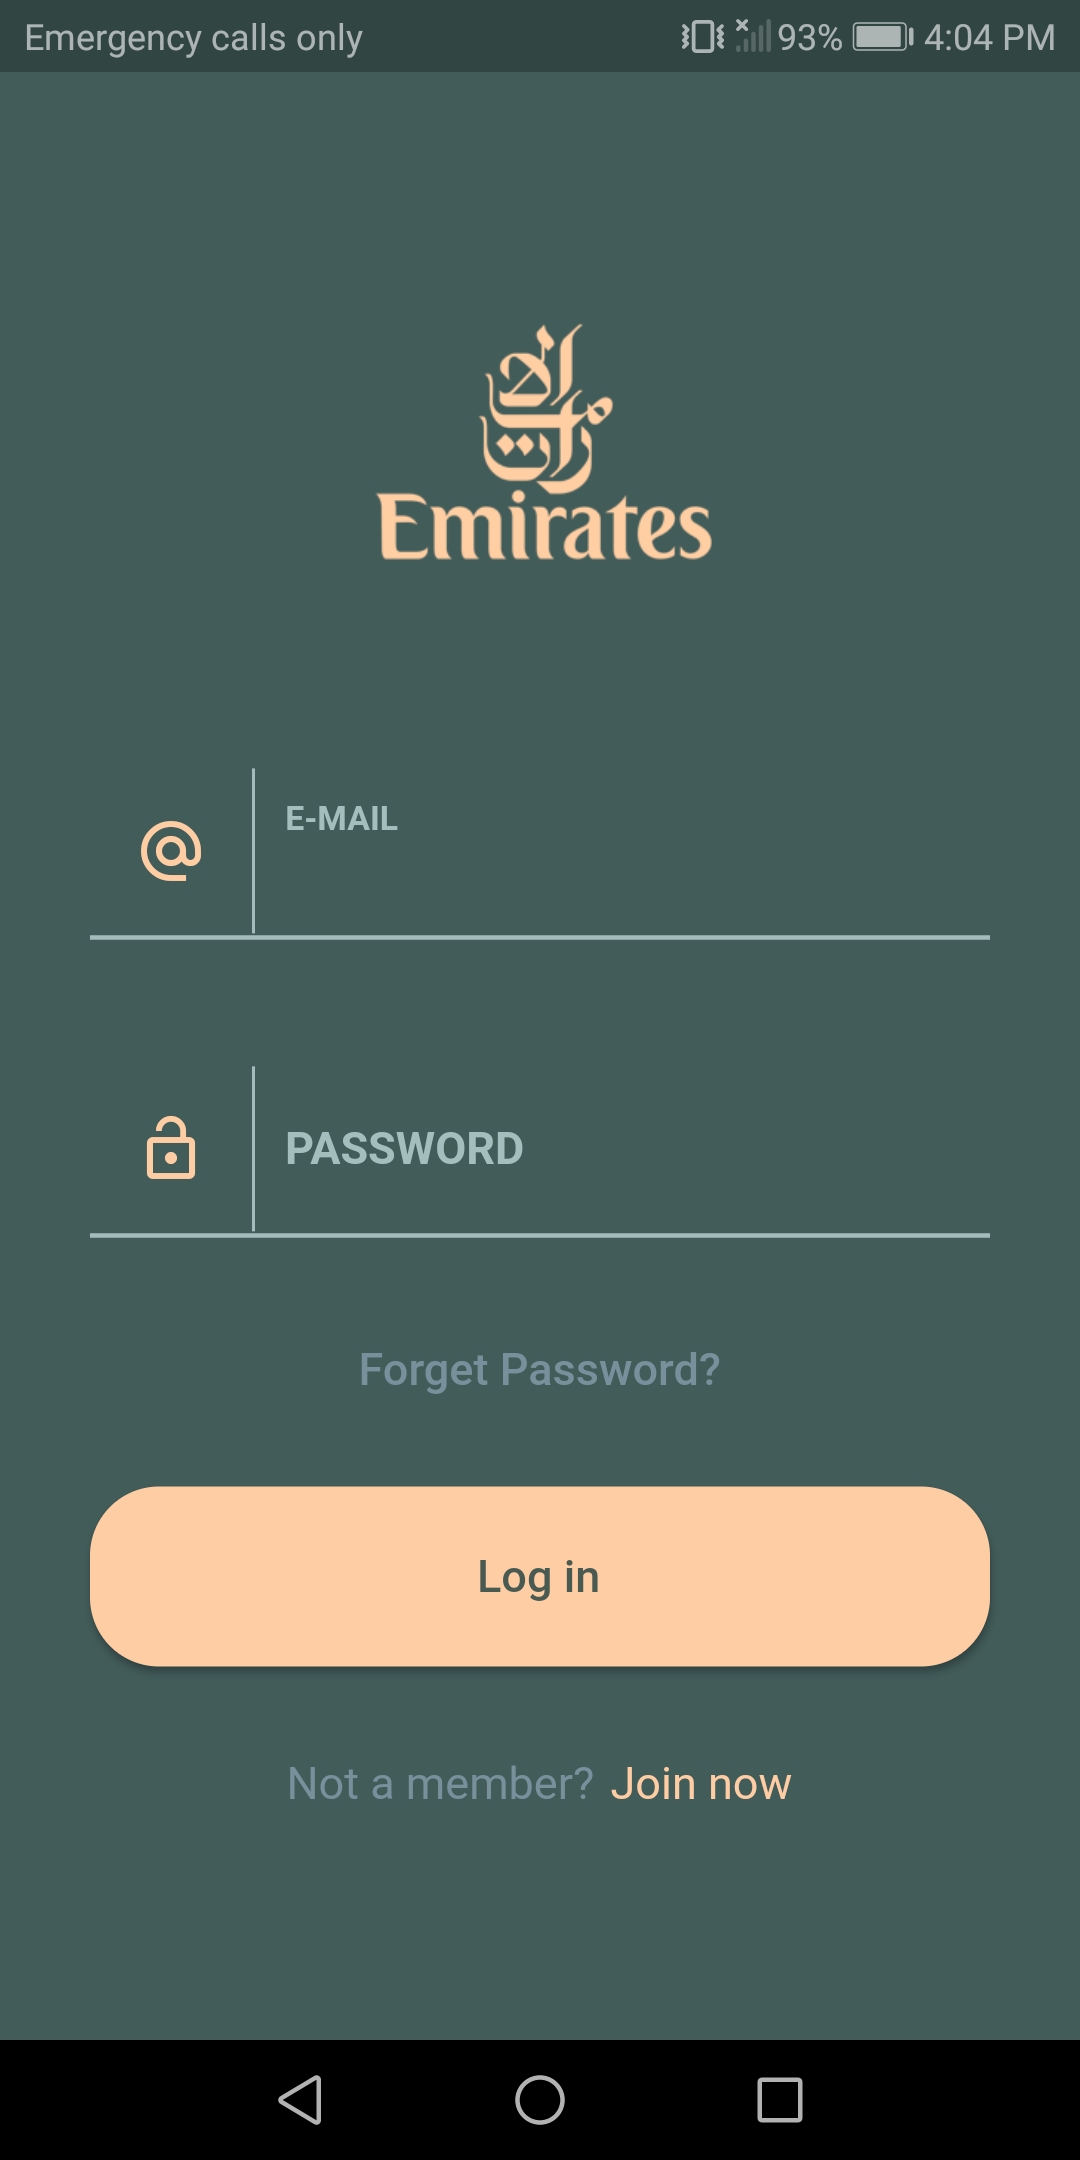 Emergency calls only 93% 4:04 PM
الإمارات
Emirates
E-MAIL
PASSWORD
Forget Password?
Log in
Not a member? Join now